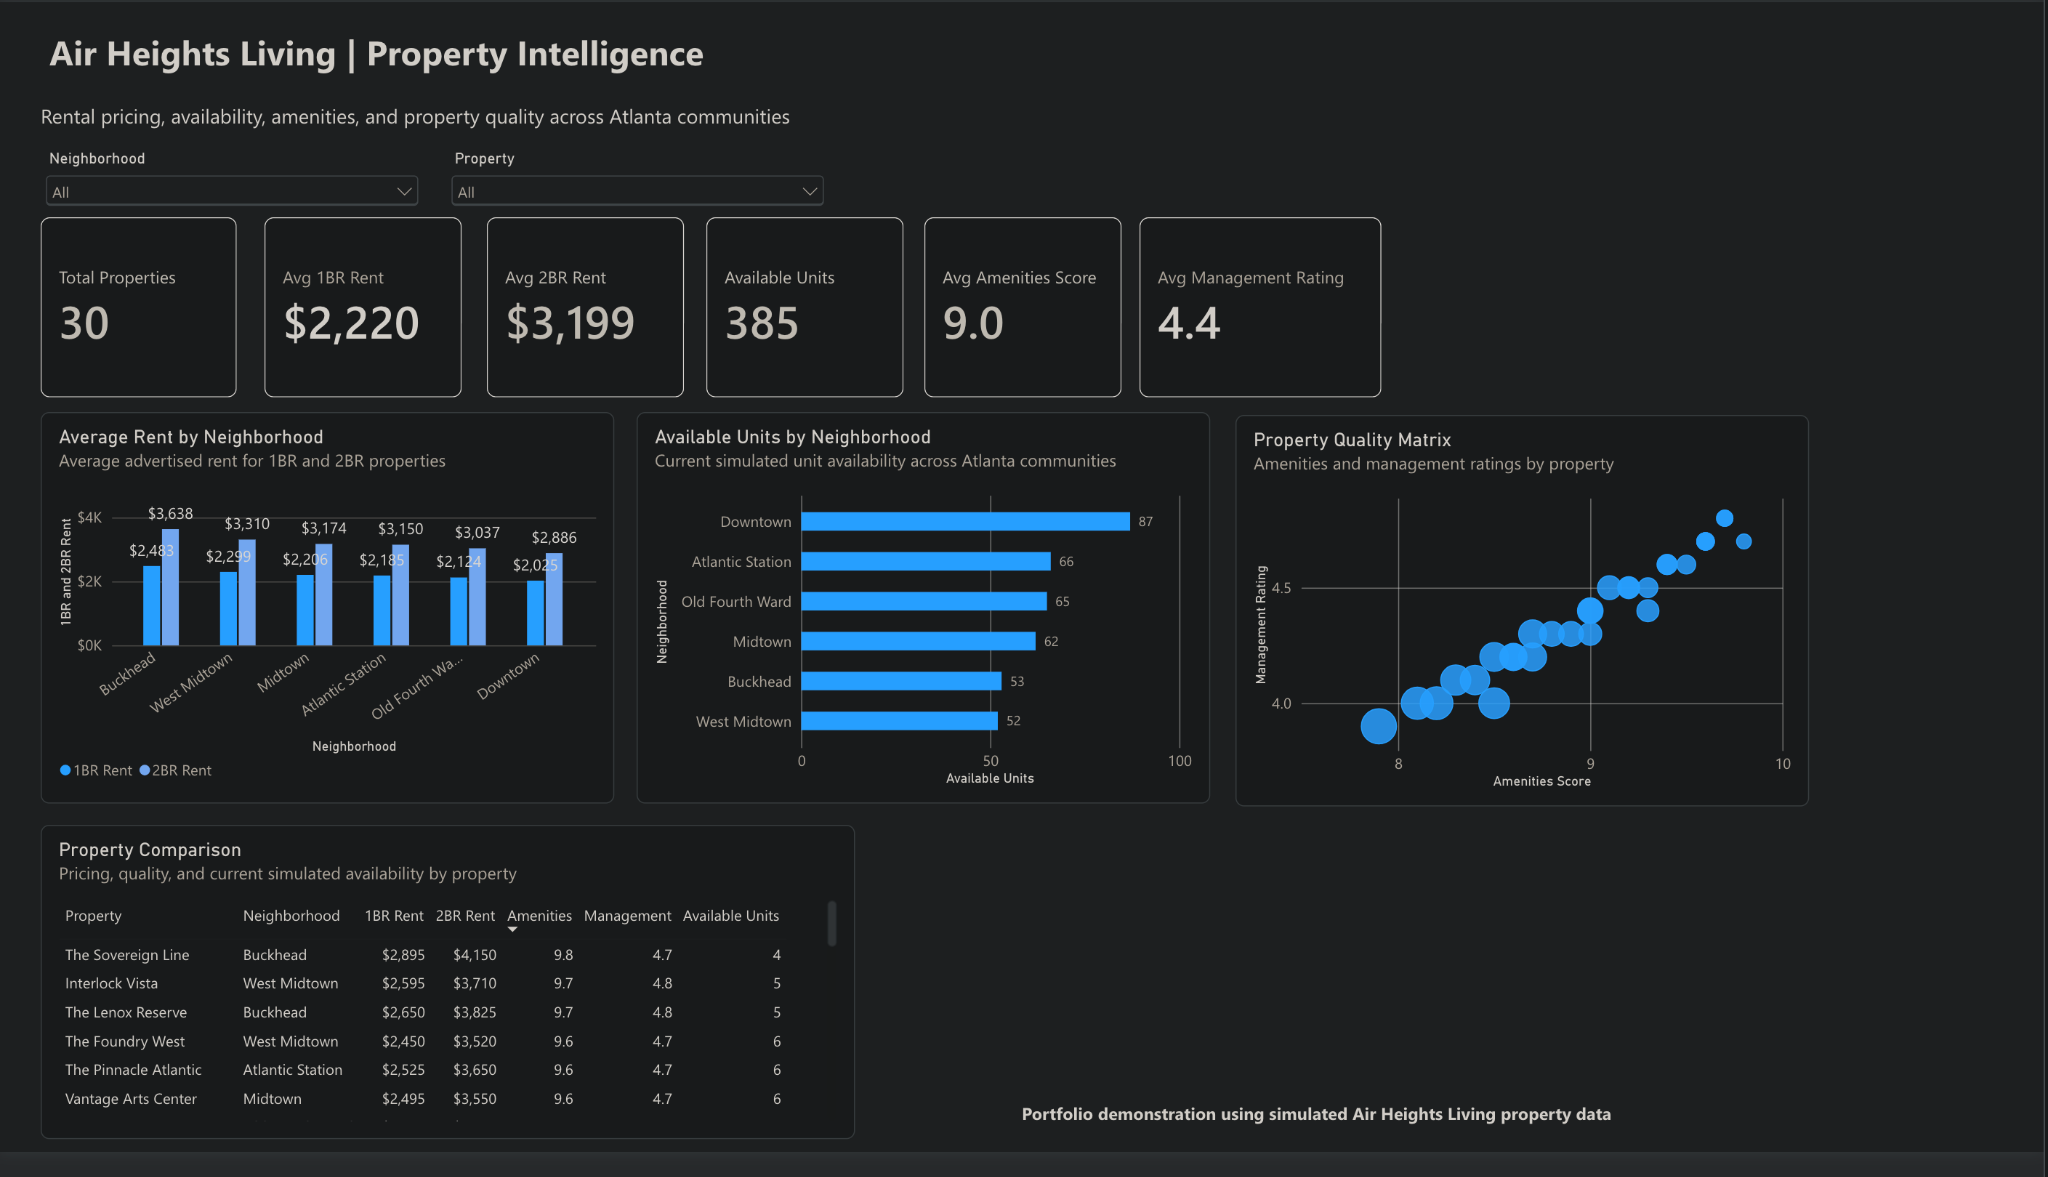 Air Heights Living | Property Intelligence
Rental pricing, availability, amenities, and property quality across Atlanta communities
Neighborhood
All
Property
All
Total Properties
30
Avg 1BR Rent
$2,220
Avg 2BR Rent
$3,199
Available Units
385
Avg Amenities Score
9.0
Avg Management Rating
4.4
Average Rent by Neighborhood
Average advertised rent for 1BR and 2BR properties
1BR and 2BR Rent
$4K
$2K
$0K
$2,483 $3,638
$2,299 $3,310
$2,206 $3,174
$2,185 $3,150
$2,124 $3,037
$2,025 $2,886
Buckhead
West Midtown
Midtown
Atlantic Station
Old Fourth Wa...
Downtown
Neighborhood
1BR Rent 2BR Rent
Available Units by Neighborhood
Current simulated unit availability across Atlanta communities
Neighborhood
Downtown 87
Atlantic Station 66
Old Fourth Ward 65
Midtown 62
Buckhead 53
West Midtown 52
0 50 100
Available Units
Property Quality Matrix
Amenities and management ratings by property
Management Rating
4.5
4.0
8 9 10
Amenities Score
Property Comparison
Pricing, quality, and current simulated availability by property
Property Neighborhood 1BR Rent 2BR Rent Amenities Management Available Units
The Sovereign Line Buckhead $2,895 $4,150 9.8 4.7 4
Interlock Vista West Midtown $2,595 $3,710 9.7 4.8 5
The Lenox Reserve Buckhead $2,650 $3,825 9.7 4.8 5
The Foundry West West Midtown $2,450 $3,520 9.6 4.7 6
The Pinnacle Atlantic Atlantic Station $2,525 $3,650 9.6 4.7 6
Vantage Arts Center Midtown $2,495 $3,550 9.6 4.7 6
Portfolio demonstration using simulated Air Heights Living property data